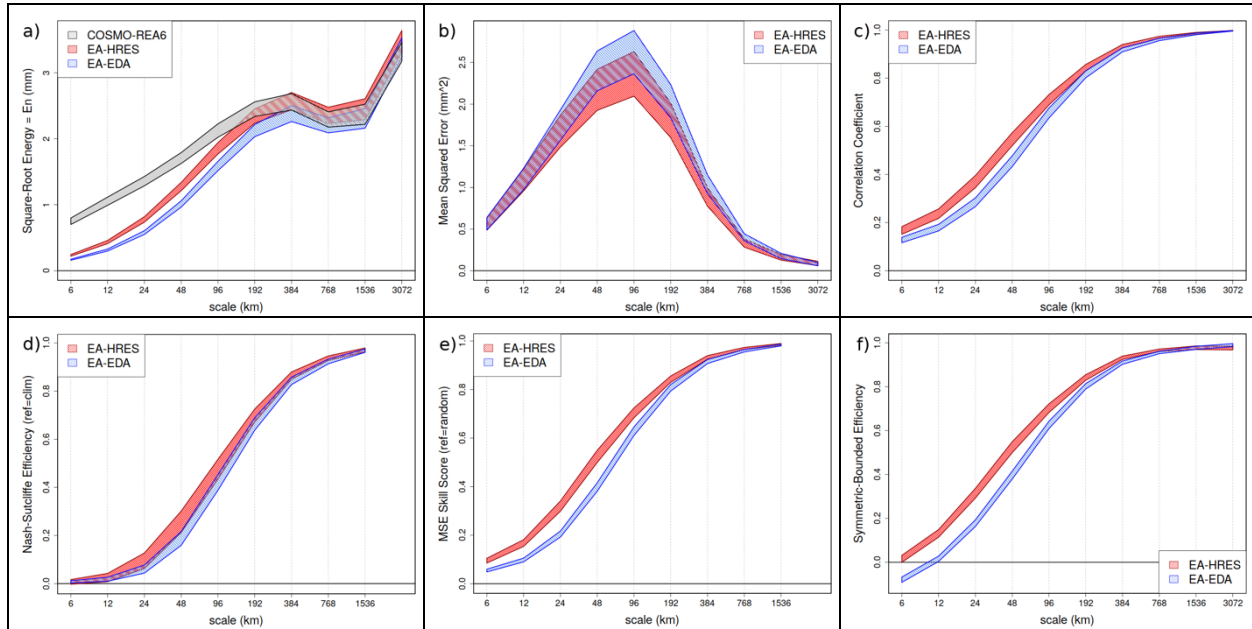 a)
COSMO-REA6
EA-HRES
EA-EDA
Square-Root Energy = En (mm)
3
2
1
0
6 12 24 48 96 192 384 768 1536 3072
scale (km)
b)
EA-HRES
EA-EDA
Mean Squared Error (mm^2)
2.5
2.0
1.5
1.0
0.5
0.0
6 12 24 48 96 192 384 768 1536 3072
scale (km)
c)
EA-HRES
EA-EDA
Correlation Coefficient
1.0
0.8
0.6
0.4
0.2
0.0
6 12 24 48 96 192 384 768 1536 3072
scale (km)
d)
EA-HRES
EA-EDA
Nash-Sutcliffe Efficiency (ref=clim)
1.0
0.8
0.6
0.4
0.2
0.0
6 12 24 48 96 192 384 768 1536
scale (km)
e)
EA-HRES
EA-EDA
MSE Skill Score (ref=random)
1.0
0.8
0.6
0.4
0.2
0.0
6 12 24 48 96 192 384 768 1536
scale (km)
f)
Symmetric-Bounded Efficiency
1.0
0.8
0.6
0.4
0.2
0.0
EA-HRES
EA-EDA
6 12 24 48 96 192 384 768 1536 3072
scale (km)